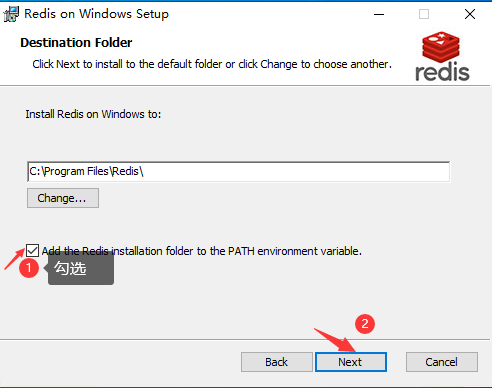 Redis on Windows Setup
Destination Folder
Click Next to install to the default folder or click Change to choose another.
redis
Install Redis on Windows to:
C:\Program Files\Redis\
Change...
Add the Redis installation folder to the PATH environment variable.
1
勾选
2
Back
Next
Cancel